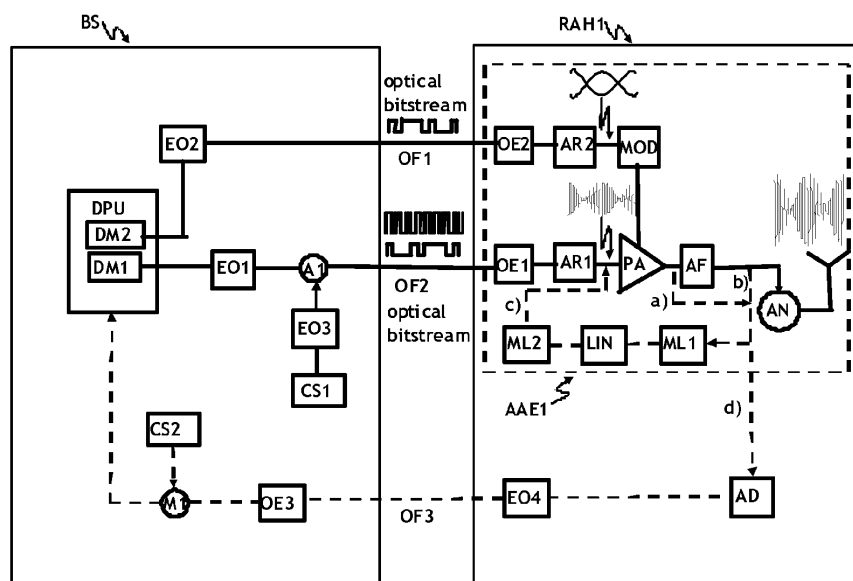 BS
RAH1
optical
bitstream
EO2
OF1
OE2
AR2
MOD
DPU
DM2
DM1
EO1
A1
OF2
optical
bitstream
OE1
AR1
PA
AF
b)
a)
c)
AN
EO3
CS1
ML2
LIN
ML1
AAE1
d)
CS2
M1
OE3
OF3
EO4
AD